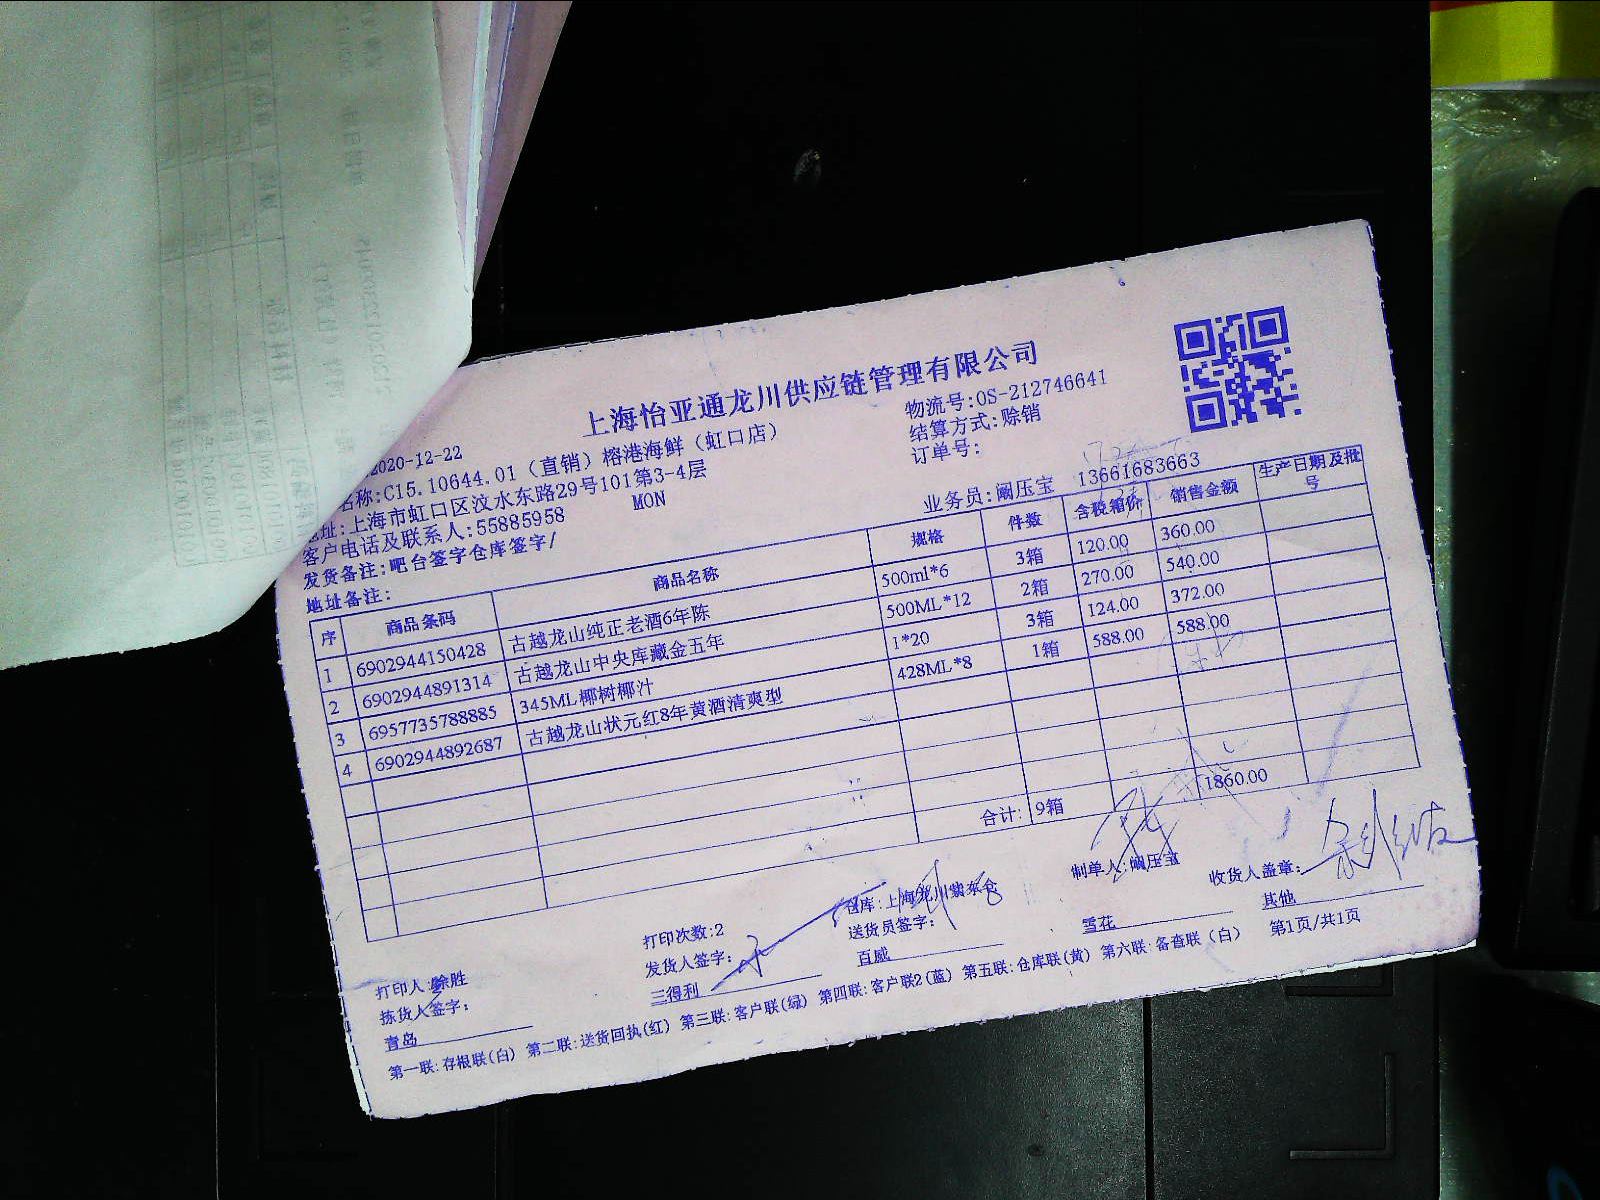 上海怡亚通龙川供应链管理有限公司
2020-12-22
物流号:OS-212746641
名称:C15.10644.01（直销）榕港海鲜（虹口店）
结算方式:赊销
地址:上海市虹口区汶水东路29号101第3-4层
订单号:
客户电话及联系人:55885958 MON
业务员:阚压宝 13661683663
发货备注:吧台签字仓库签字/
地址备注:
序 商品条码 商品名称 规格 件数 含税箱价 销售金额 生产日期及批号
1 6902944150428 古越龙山纯正老酒6年陈 500ml*6 3箱 120.00 360.00
2 6902944891314 古越龙山中央库藏金五年 500ML*12 2箱 270.00 540.00
3 6957735788885 345ML椰树椰汁 1*20 3箱 124.00 372.00
4 6902944892687 古越龙山状元红8年黄酒清爽型 428ML*8 1箱 588.00 588.00
合计: 9箱 1860.00
打印人:徐胜 打印次数:2 仓库:上海龙川 制单人:阚压宝 收货人盖章:
拣货人签字: 发货人签字: 送货员签字:
青岛 三得利 百威 雪花 其他
第一联:存根联(白) 第二联:送货回执(红) 第三联:客户联(绿) 第四联:客户联2(蓝) 第五联:仓库联(黄) 第六联:备查联（白） 第1页/共1页